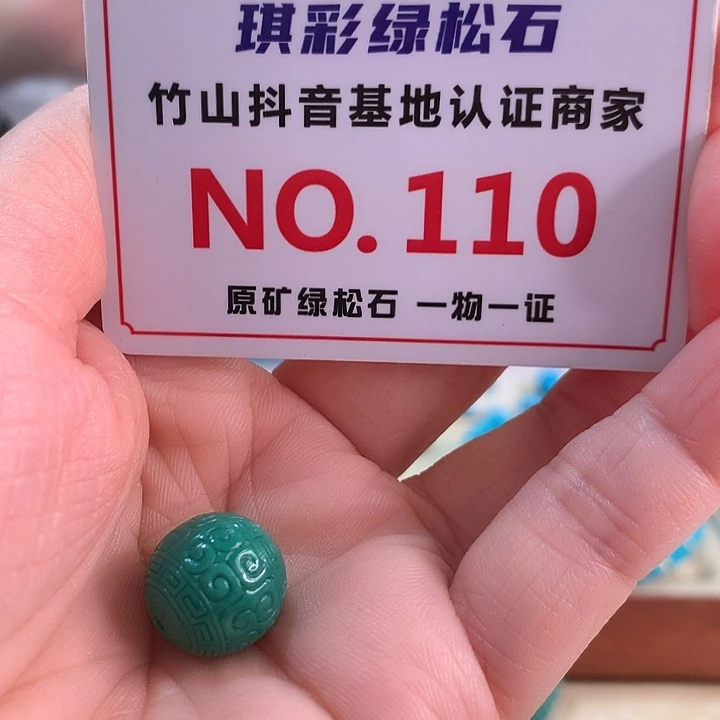 琪彩绿松石
竹山抖音基地认证商家
NO.110
原矿绿松石 一物一证